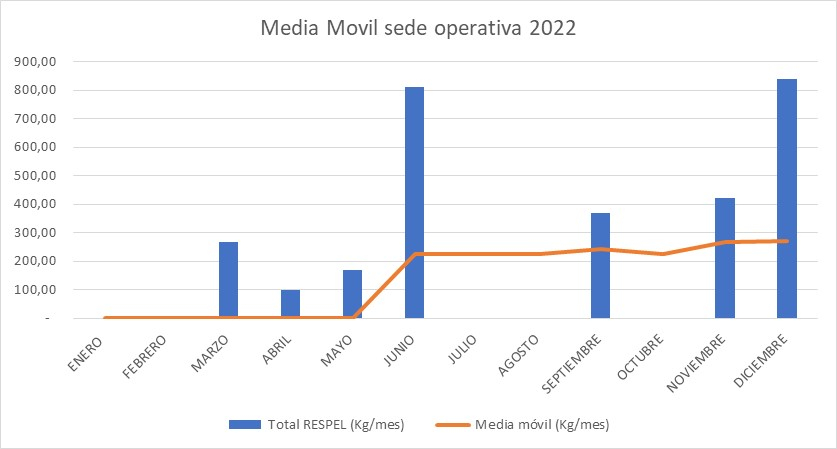 Media Movil sede operativa 2022
900,00
800,00
700,00
600,00
500,00
400,00
300,00
200,00
100,00
-
ENERO
FEBRERO
MARZO
ABRIL
MAYO
JUNIO
JULIO
AGOSTO
SEPTIEMBRE
OCTUBRE
NOVIEMBRE
DICIEMBRE
Total RESPEL (Kg/mes)
Media móvil (Kg/mes)